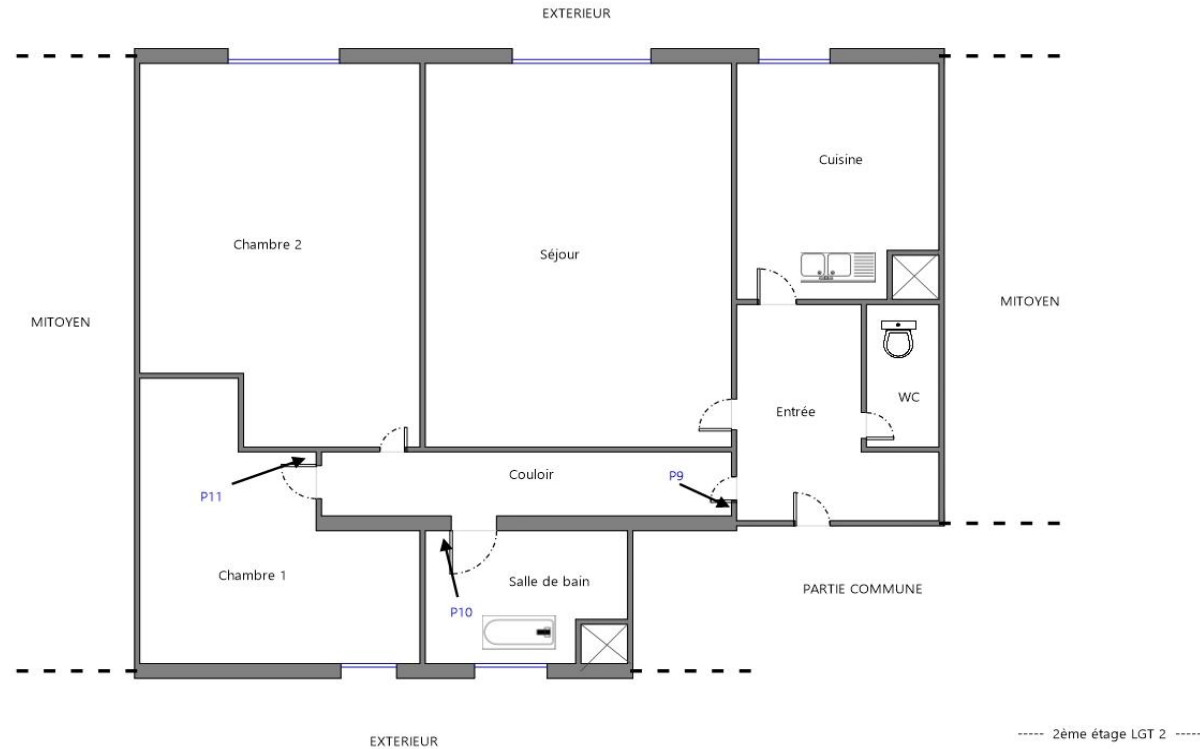 EXTERIEUR
Cuisine
Chambre 2
Séjour
MITOYEN
MITOYEN
WC
Entrée
Couloir
P9
P11
Chambre 1
Salle de bain
PARTIE COMMUNE
P10
EXTERIEUR
----- 2ème étage LGT 2 -----